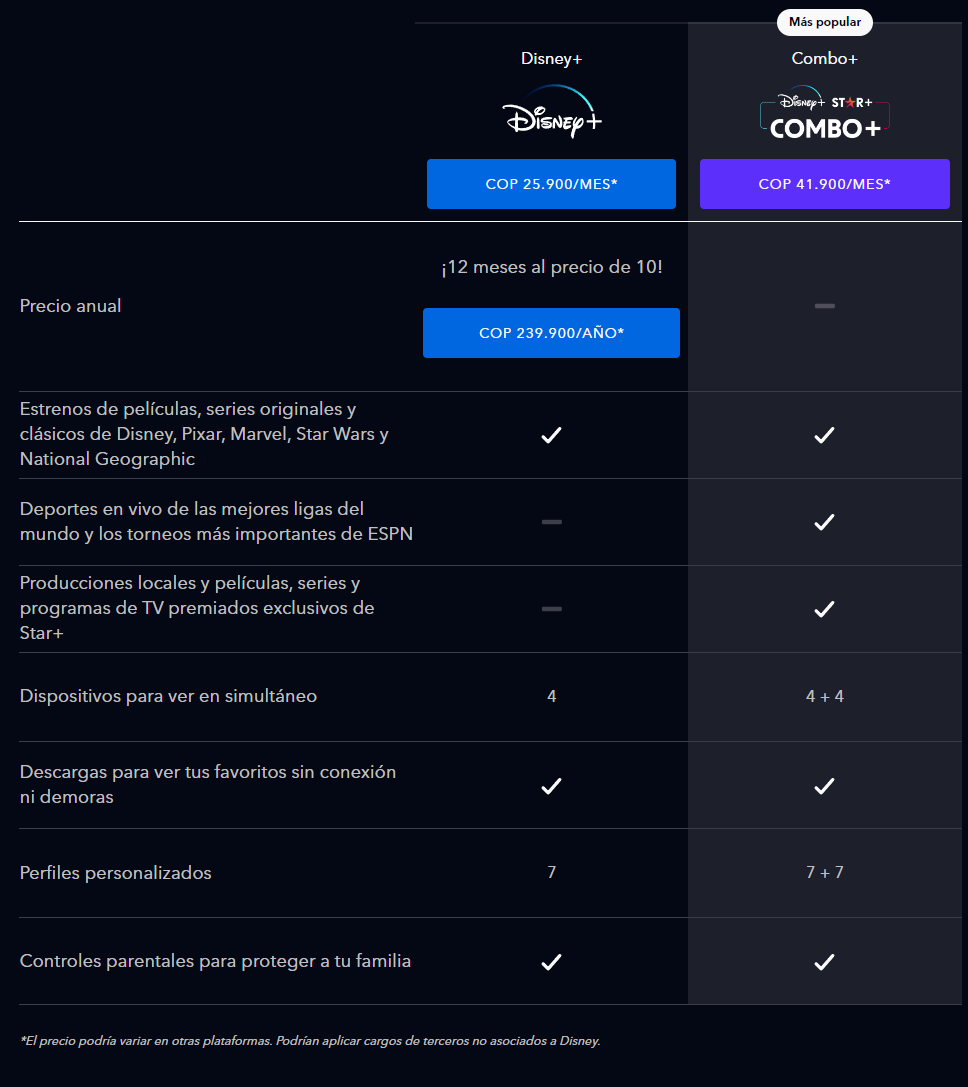 Más popular
Disney+
Combo+
Disney+
Disney+ STAR+
COMBO+
COP 25.900/MES*
COP 41.900/MES*
¡12 meses al precio de 10!
Precio anual
COP 239.900/AÑO*
Estrenos de películas, series originales y
clásicos de Disney, Pixar, Marvel, Star Wars y
National Geographic
Deportes en vivo de las mejores ligas del
mundo y los torneos más importantes de ESPN
Producciones locales y películas, series y
programas de TV premiados exclusivos de
Star+
Dispositivos para ver en simultáneo
4
4 + 4
Descargas para ver tus favoritos sin conexión
ni demoras
Perfiles personalizados
7
7 + 7
Controles parentales para proteger a tu familia
*El precio podría variar en otras plataformas. Podrían aplicar cargos de terceros no asociados a Disney.